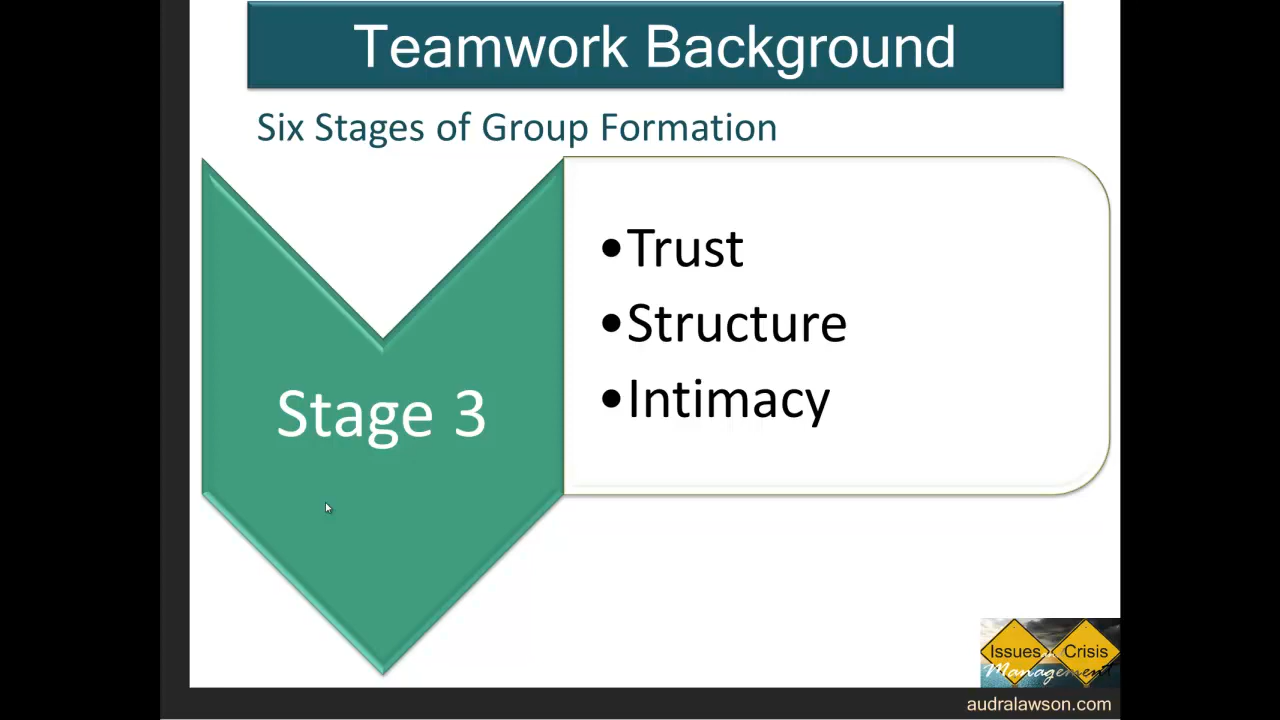 Teamwork Background
Six Stages of Group Formation
•Trust
•Structure
•Intimacy
Stage 3
Issues Crisis
Management
audralawson.com